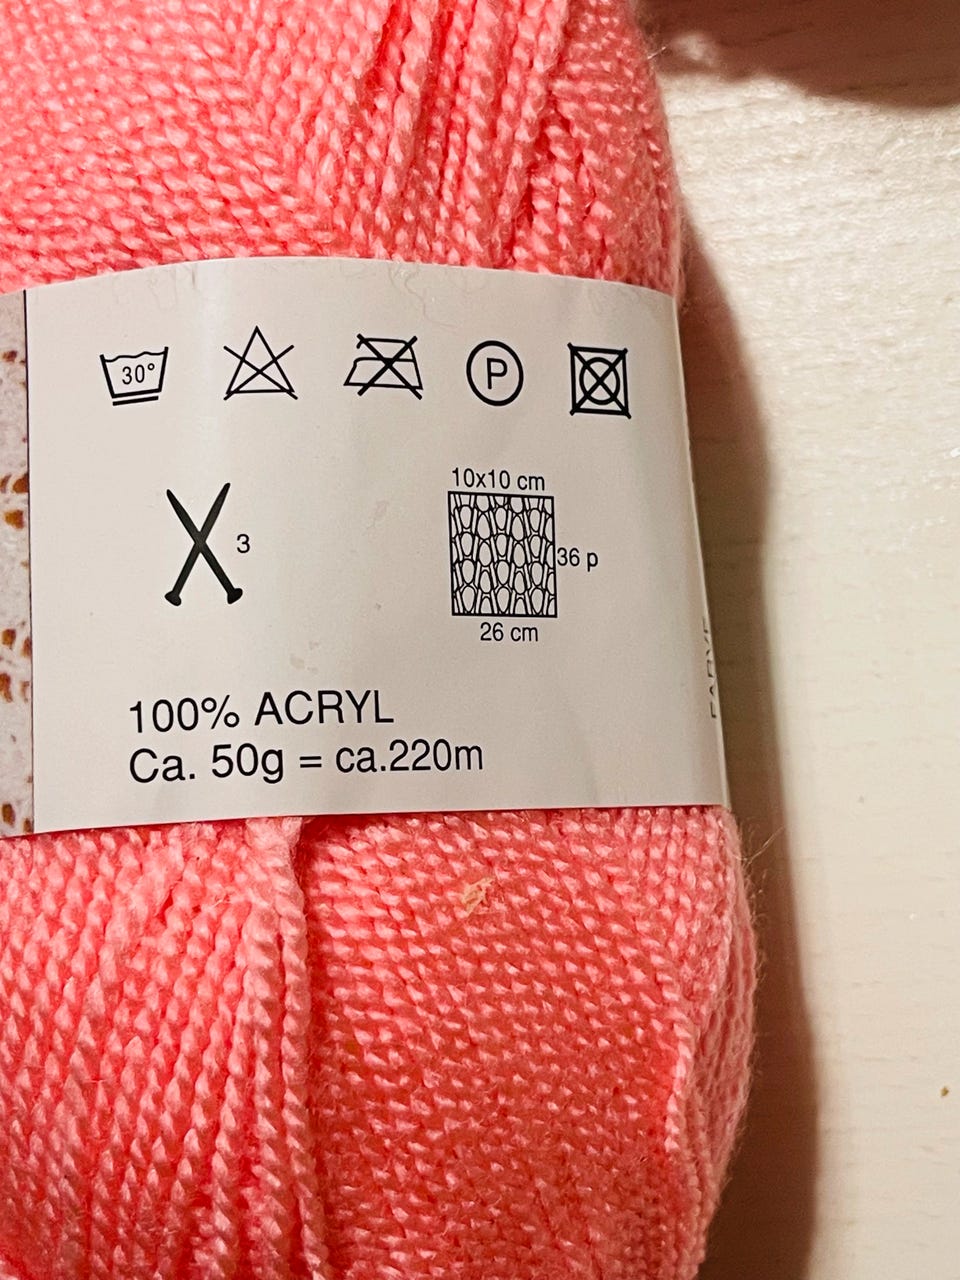 30°
P
10x10 cm
3
36 p
26 cm
100% ACRYL
Ca. 50g = ca.220m